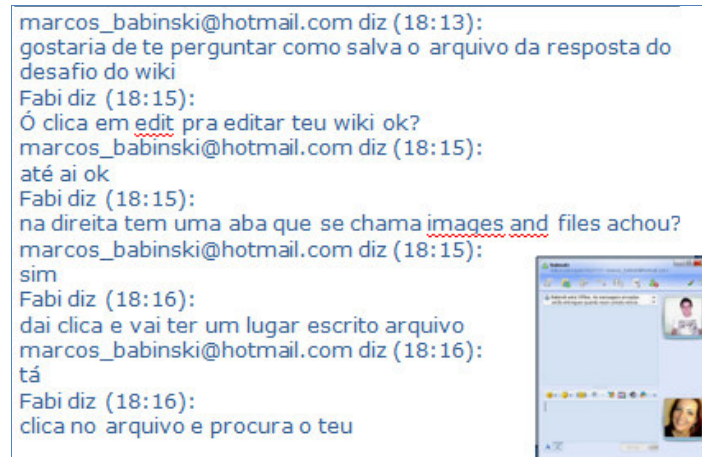 marcos_babinski@hotmail.com diz (18:13):
gostaria de te perguntar como salva o arquivo da resposta do
desafio do wiki
Fabi diz (18:15):
Ó clica em edit pra editar teu wiki ok?
marcos_babinski@hotmail.com diz (18:15):
até ai ok
Fabi diz (18:15):
na direita tem uma aba que se chama images and files achou?
marcos_babinski@hotmail.com diz (18:15):
sim
Fabi diz (18:16):
dai clica e vai ter um lugar escrito arquivo
marcos_babinski@hotmail.com diz (18:16):
tá
Fabi diz (18:16):
clica no arquivo e procura o teu